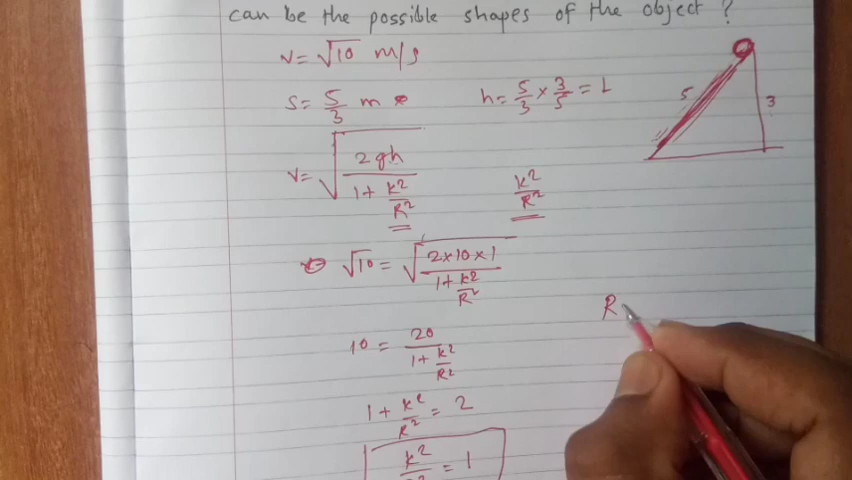 can be the possible shapes of the object ?
v = √10 m/s
s = 5/3 m
h = 5/3 × 3/5 = 1
5
3
v = √(2gh / (1 + k²/R²))
k²/R²
√10 = √(2×10×1 / (1 + k²/R²))
R
10 = 20 / (1 + k²/R²)
1 + k²/R² = 2
k²/R² = 1